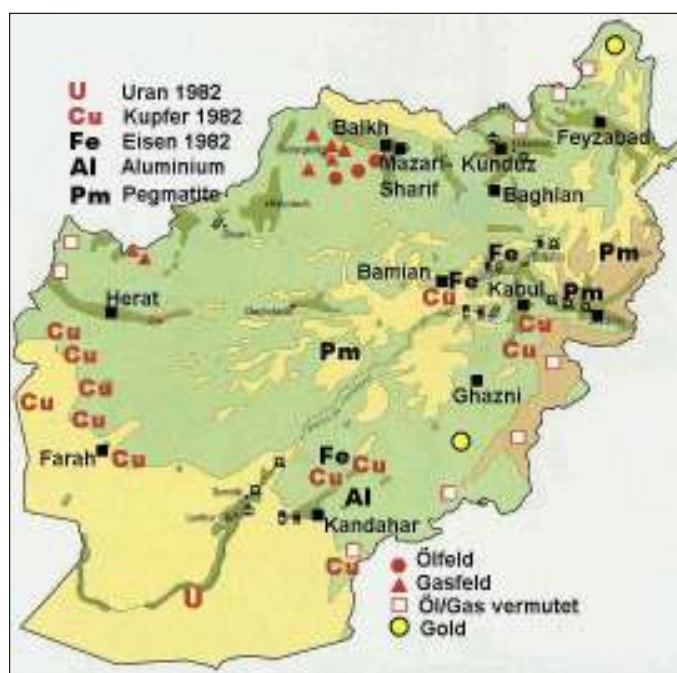 U Uran 1982
Cu Kupfer 1982
Fe Eisen 1982
Al Aluminium
Pm Pegmatite
Balkh
Mazari-
Sharif
Kunduz
Feyzabad
Baghlan
Fe
Pm
Bamian
Fe
Cu
Kabul
Pm
Herat
Cu
Cu
Cu
Pm
Cu
Cu
Cu
Cu
Ghazni
Farah
Cu
Fe
Cu
Cu
Al
Kandahar
Cu
U
Ölfeld
Gasfeld
Öl/Gas vermutet
Gold